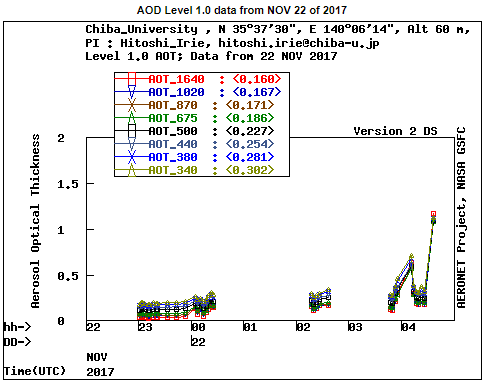 AOD Level 1.0 data from NOV 22 of 2017
Chiba_University , N 35°37'30", E 140°06'14", Alt 60 m,
PI : Hitoshi_Irie, hitoshi.irie@chiba-u.jp
Level 1.0 AOT; Data from 22 NOV 2017
AOT_1640 : <0.160>
AOT_1020 : <0.167>
AOT_870 : <0.171>
AOT_675 : <0.186>
AOT_500 : <0.227>
AOT_440 : <0.254>
AOT_380 : <0.281>
AOT_340 : <0.302>
Version 2 DS
Aerosol Optical Thickness
2
1.5
1
0.5
0
AERONET Project, NASA GSFC
hh-> 22 23 00 01 02 03 04
DD-> 22
NOV
Time(UTC) 2017